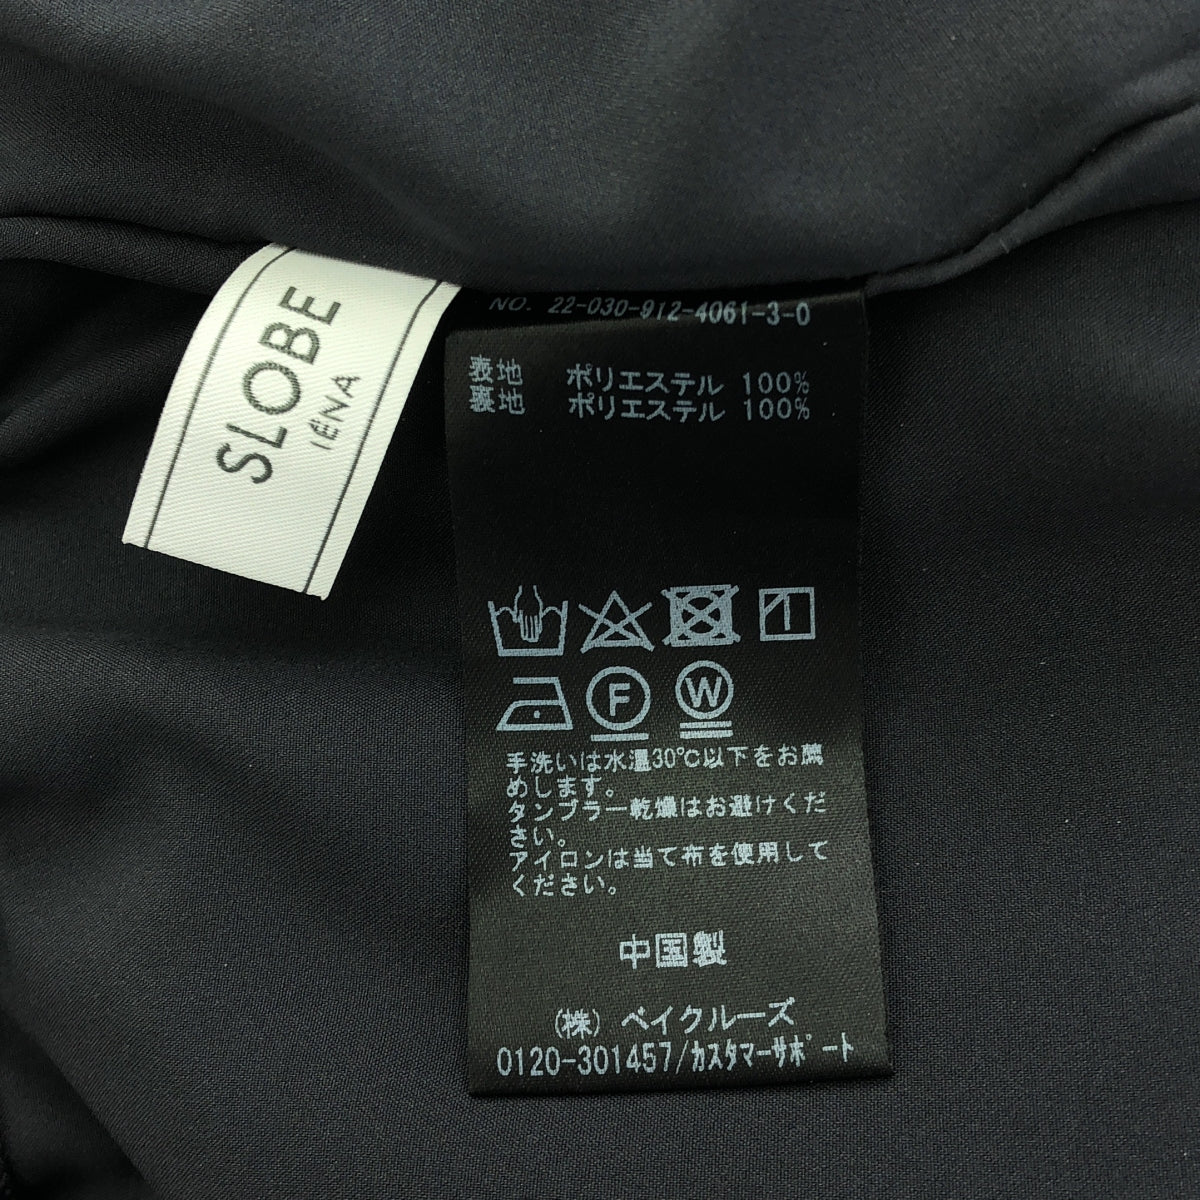 SLOBE
IÉNA
NO. 22-030-912-4061-3-0
表地 ポリエステル 100%
裏地 ポリエステル 100%
F
W
手洗いは水温30℃以下をお薦
めします。
タンブラー乾燥はお避けくだ
さい。
アイロンは当て布を使用して
ください。
中国製
(株) ベイクルーズ
0120-301457/カスタマーサポート